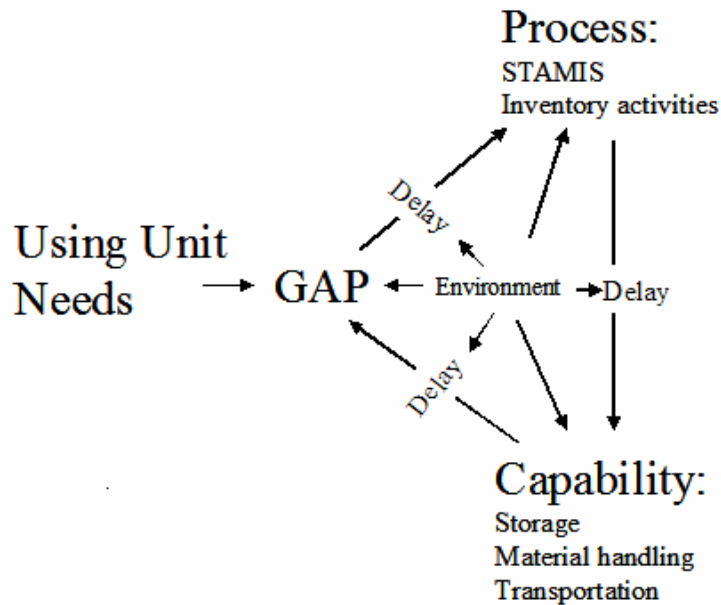 Process:
STAMIS
Inventory activities
Delay
Using Unit
Needs
GAP
Environment
Delay
Delay
Capability:
Storage
Material handling
Transportation